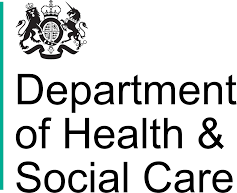 Department
of Health &
Social Care